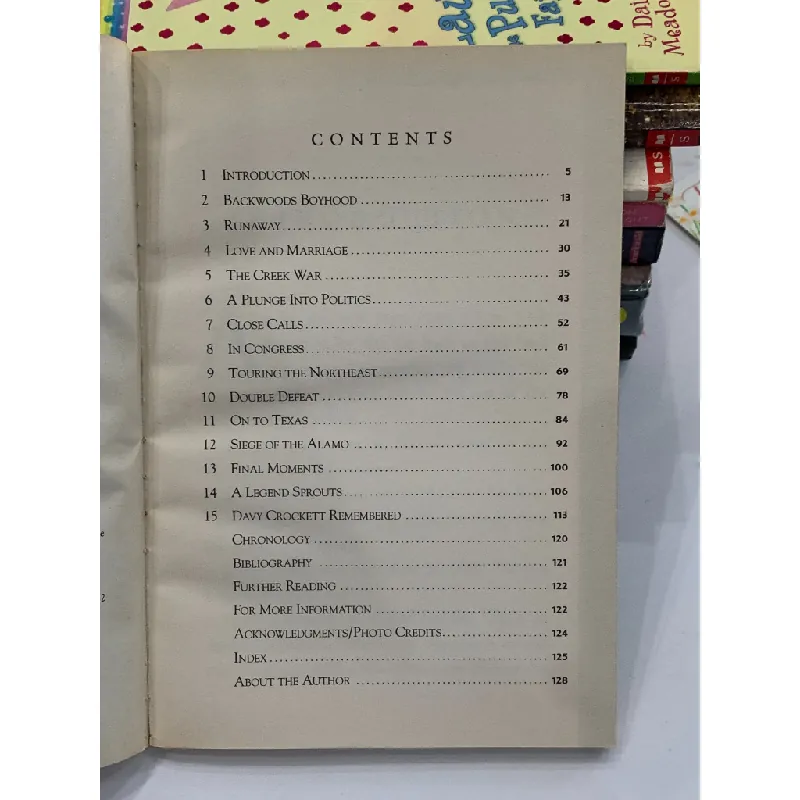 by Dai
Meado
CONTENTS
1 INTRODUCTION 5
2 BACKWOODS BOYHOOD 13
3 RUNAWAY 21
4 LOVE AND MARRIAGE 30
5 THE CREEK WAR 35
6 A PLUNGE INTO POLITICS 43
7 CLOSE CALLS 52
8 IN CONGRESS 61
9 TOURING THE NORTHEAST 69
10 DOUBLE DEFEAT 78
11 ON TO TEXAS 84
12 SIEGE OF THE ALAMO 92
13 FINAL MOMENTS 100
14 A LEGEND SPROUTS 106
15 DAVY CROCKETT REMEMBERED 113
CHRONOLOGY 120
BIBLIOGRAPHY 121
FURTHER READING 122
FOR MORE INFORMATION 122
ACKNOWLEDGMENTS/PHOTO CREDITS 124
INDEX 125
ABOUT THE AUTHOR 128